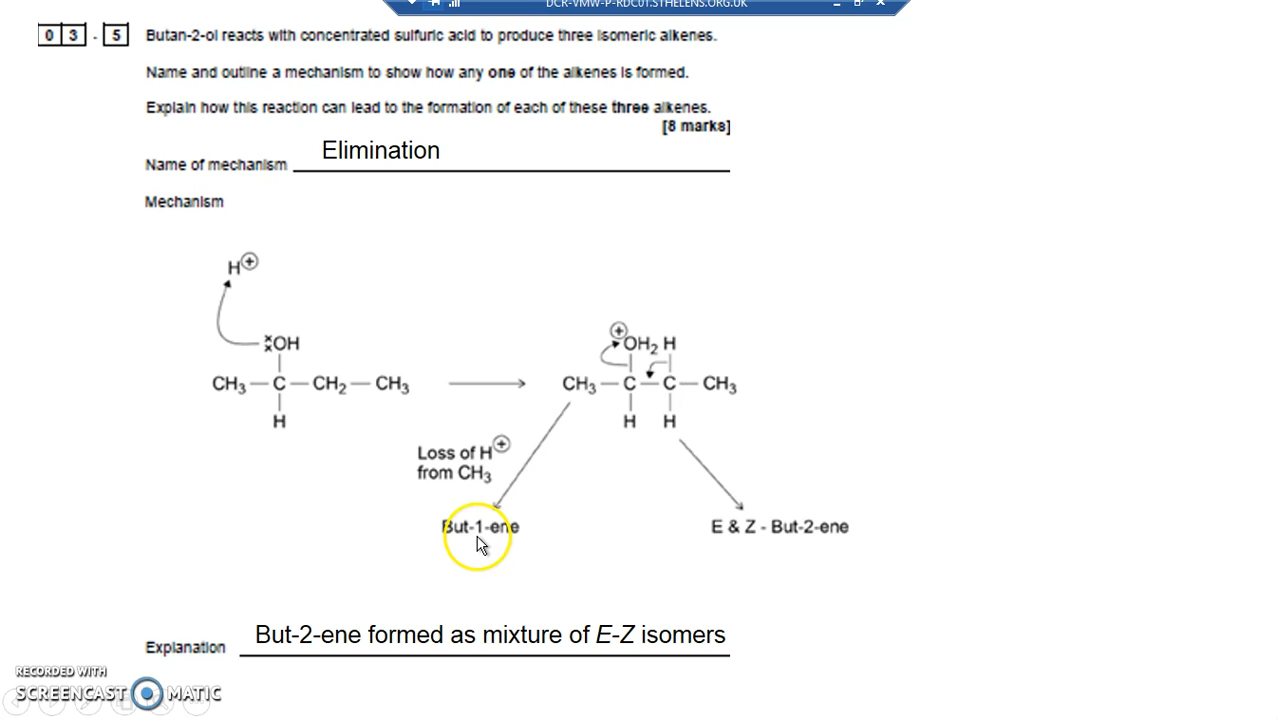 DCR-VMW-P-RDC01.STHELENS.ORG.UK
0 3 . 5 Butan-2-ol reacts with concentrated sulfuric acid to produce three isomeric alkenes.
Name and outline a mechanism to show how any one of the alkenes is formed.
Explain how this reaction can lead to the formation of each of these three alkenes.
[8 marks]
Name of mechanism Elimination
Mechanism
H⊕
ẍOH
CH₃—C—CH₂—CH₃
H
⊕
OH₂ H
CH₃—C—C—CH₃
H H
Loss of H⊕
from CH₃
But-1-ene
E & Z - But-2-ene
Explanation But-2-ene formed as mixture of E-Z isomers
RECORDED WITH
SCREENCAST MATIC